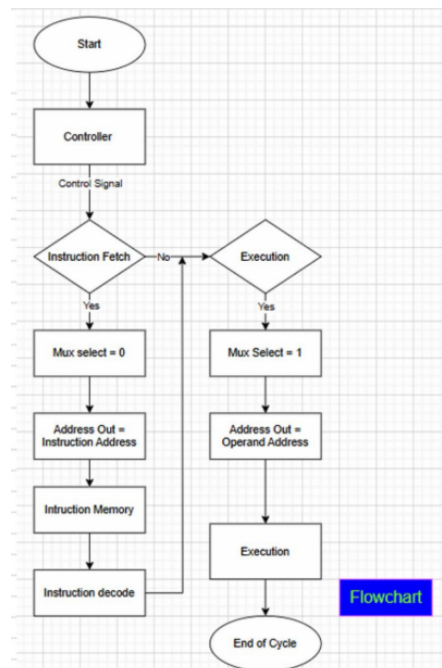 Start
Controller
Control Signal
Instruction Fetch
No
Execution
Yes
Yes
Mux select = 0
Mux Select = 1
Address Out =
Instruction Address
Address Out =
Operand Address
Intruction Memory
Execution
Instruction decode
Flowchart
End of Cycle